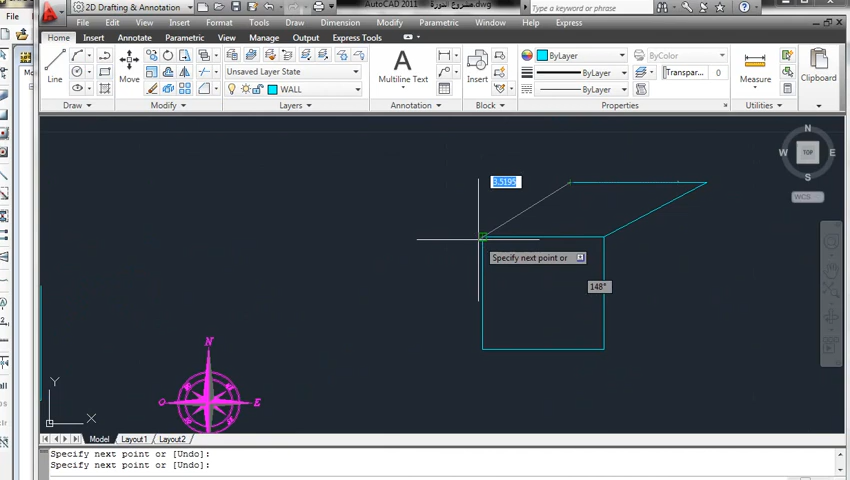 File
2D Drafting & Annotation
AutoCAD 2011
مشروع الدورة.dwg
Type a keyword or phrase
Edit View Insert Format Tools Draw Dimension Modify Parametric Window Help Express
Home Insert Annotate Parametric View Manage Output Express Tools
Line
Move
Unsaved Layer State
WALL
A
Multiline Text
Insert
ByLayer
ByLayer
ByLayer
ByColor
Transpar... 0
Measure
Clipboard
Draw
Modify
Layers
Annotation
Block
Properties
Utilities
N
W TOP E
S
WCS
3.5195
Specify next point or
148°
N
O E
Y
X
Model Layout1 Layout2
Specify next point or [Undo]:
Specify next point or [Undo]: